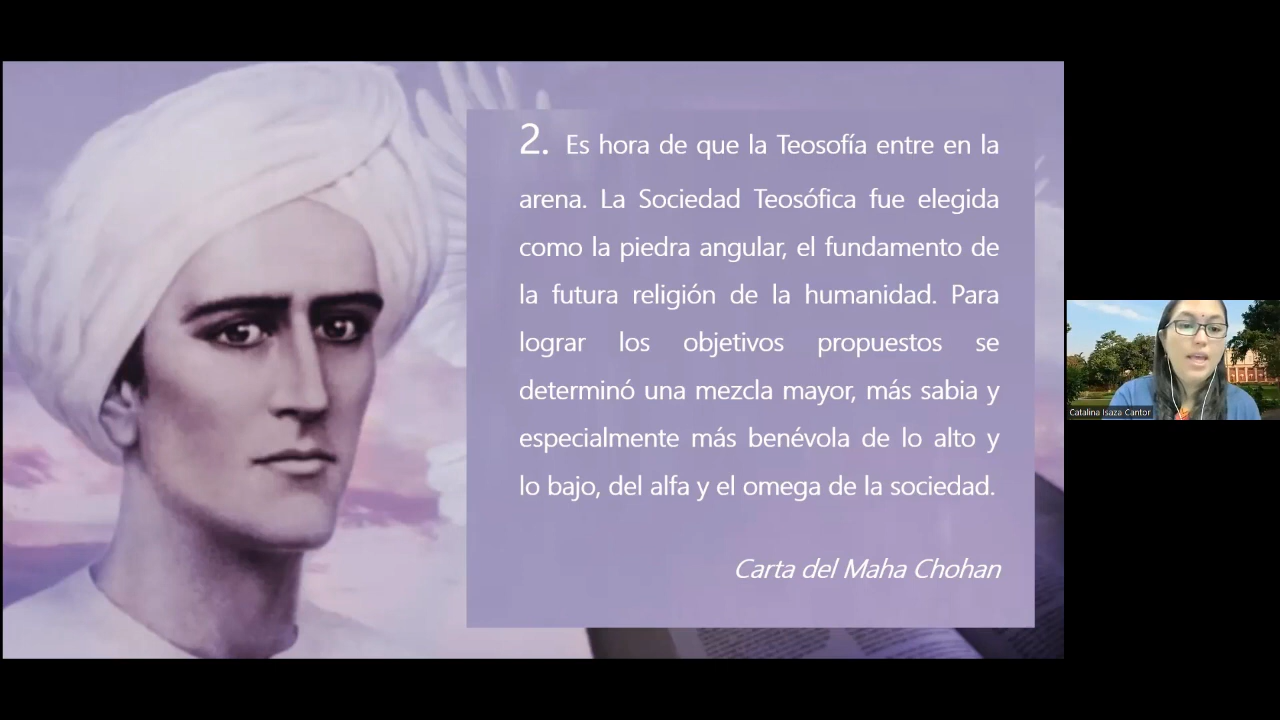 2. Es hora de que la Teosofía entre en la
arena. La Sociedad Teosófica fue elegida
como la piedra angular, el fundamento de
la futura religión de la humanidad. Para
lograr los objetivos propuestos se
determinó una mezcla mayor, más sabia y
especialmente más benévola de lo alto y
lo bajo, del alfa y el omega de la sociedad.
Carta del Maha Chohan
Catalina Isaza Cantor